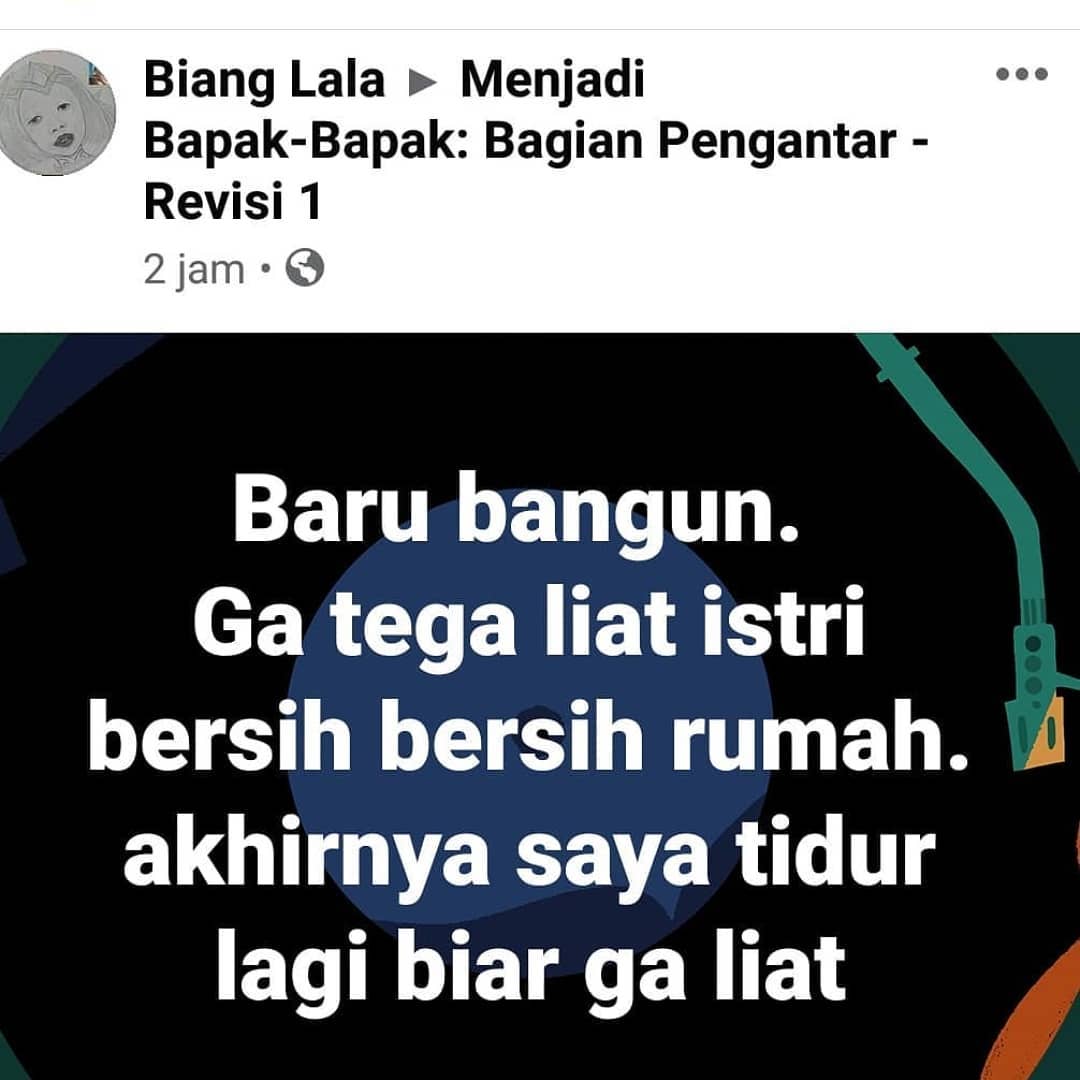 Biang Lala ▶ Menjadi
Bapak-Bapak: Bagian Pengantar -
Revisi 1
2 jam •
Baru bangun.
Ga tega liat istri
bersih bersih rumah.
akhirnya saya tidur
lagi biar ga liat